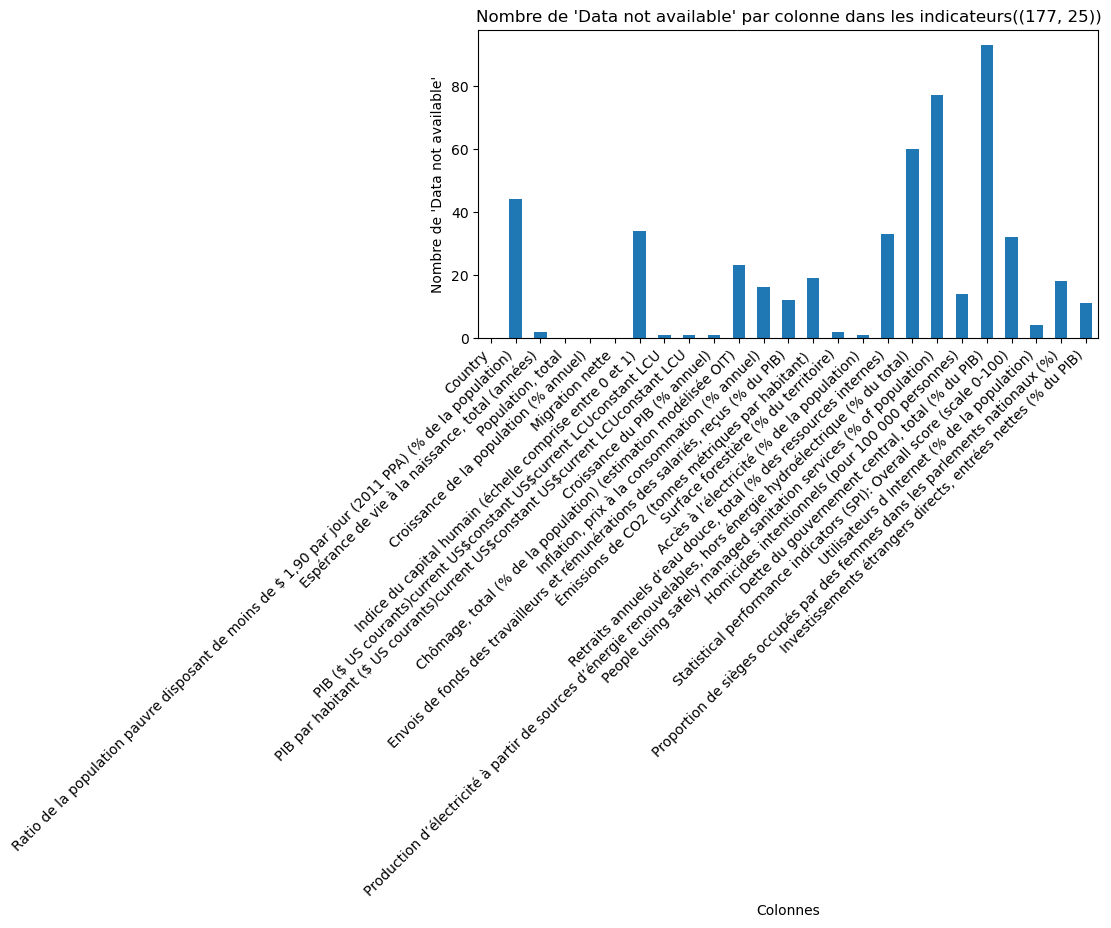 Nombre de 'Data not available' par colonne dans les indicateurs((177, 25))
Nombre de 'Data not available'
80
60
40
20
0
Country
Ratio de la population pauvre disposant de moins de $ 1,90 par jour (2011 PPA) (% de la population)
Espérance de vie à la naissance, total (années)
Population, total
Croissance de la population (% annuel)
Migration nette
Indice du capital humain (échelle comprise entre 0 et 1)
PIB ($ US courants)current US$constant US$current LCUconstant LCU
PIB par habitant ($ US courants)current US$constant US$current LCUconstant LCU
Croissance du PIB (% annuel)
Chômage, total (% de la population) (estimation modélisée OIT)
Inflation, prix à la consommation (% annuel)
Envois de fonds des travailleurs et rémunérations des salariés, reçus (% du PIB)
Émissions de CO2 (tonnes métriques par habitant)
Surface forestière (% du territoire)
Accès à l’électricité (% de la population)
Retraits annuels d’eau douce, total (% des ressources internes)
Production d’électricité à partir de sources d’énergie renouvelables, hors énergie hydroélectrique (% du total)
People using safely managed sanitation services (% of population)
Homicides intentionnels (pour 100 000 personnes)
Dette du gouvernement central, total (% du PIB)
Statistical performance indicators (SPI): Overall score (scale 0-100)
Utilisateurs d Internet (% de la population)
Proportion de sièges occupés par des femmes dans les parlements nationaux (%)
Investissements étrangers directs, entrées nettes (% du PIB)
Colonnes